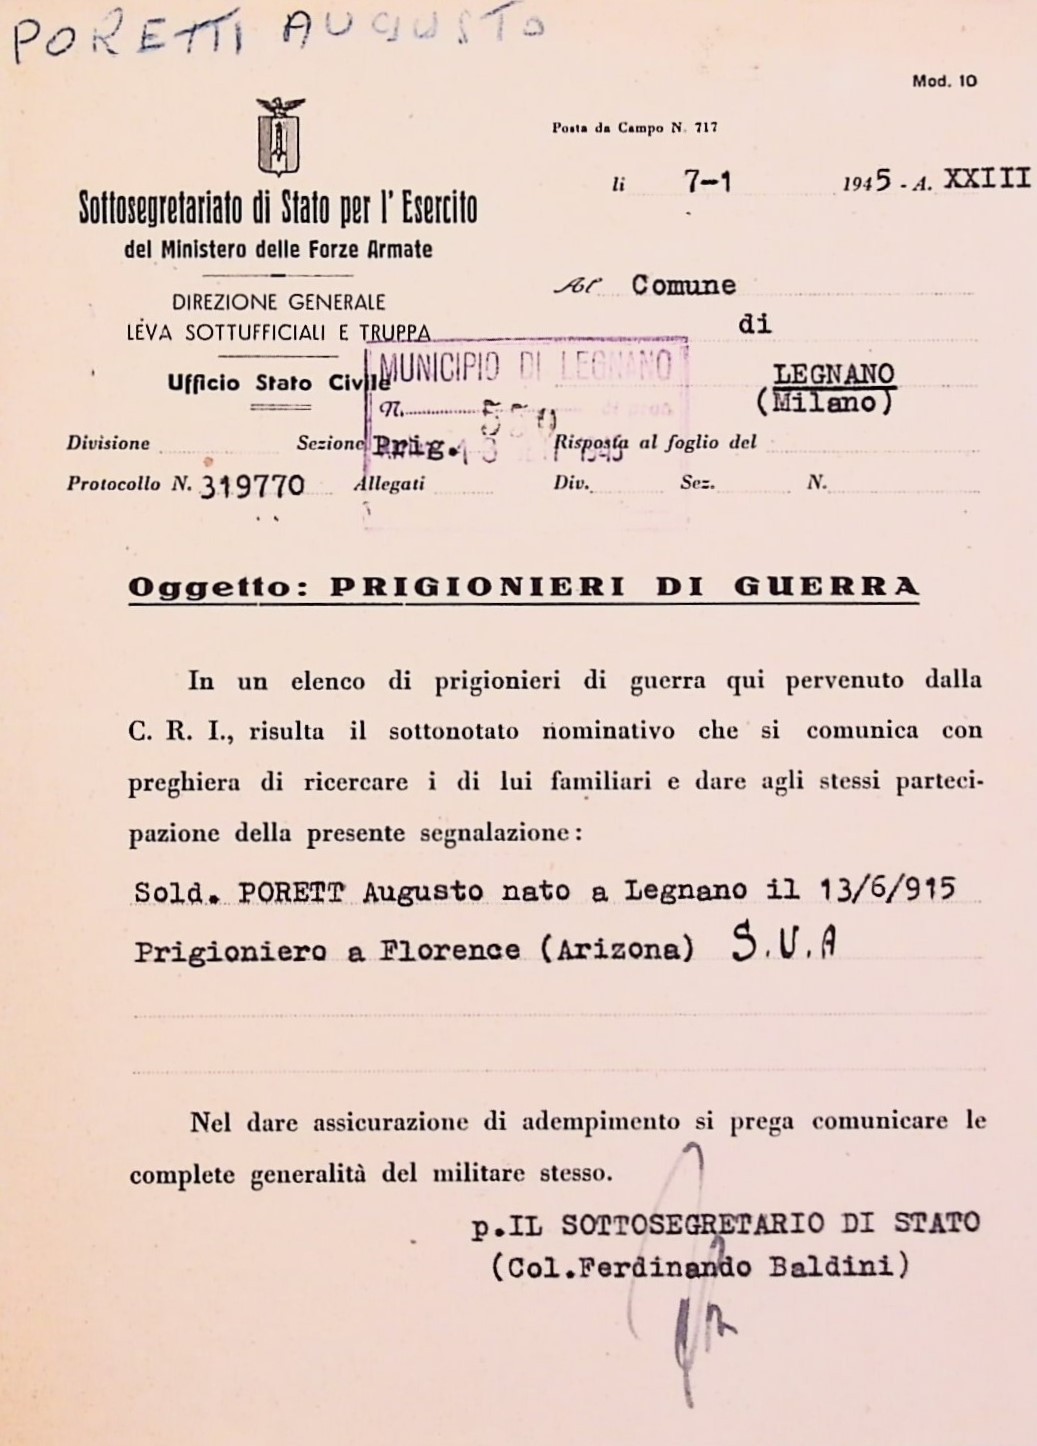 PORETTI AUGUSTO
Mod. 10
Posta da Campo N. 717
li 7-1 1945 - A. XXIII
Sottosegretariato di Stato per l' Esercito
del Ministero delle Forze Armate
DIREZIONE GENERALE
LEVA SOTTUFFICIALI E TRUPPA
Ufficio Stato Civile
Al Comune
di
LEGNANO
(Milano)
MUNICIPIO DI LEGNANO
N.
Divisione Sezione Prig. Risposta al foglio del
Protocollo N. 319770 Allegati Div. Sez. N.
Oggetto: PRIGIONIERI DI GUERRA
In un elenco di prigionieri di guerra qui pervenuto dalla
C. R. I., risulta il sottonotato nominativo che si comunica con
preghiera di ricercare i di lui familiari e dare agli stessi parteci-
pazione della presente segnalazione:
Sold. PORETT Augusto nato a Legnano il 13/6/915
Prigioniero a Florence (Arizona) S.U.A
Nel dare assicurazione di adempimento si prega comunicare le
complete generalità del militare stesso.
p.IL SOTTOSEGRETARIO DI STATO
(Col.Ferdinando Baldini)